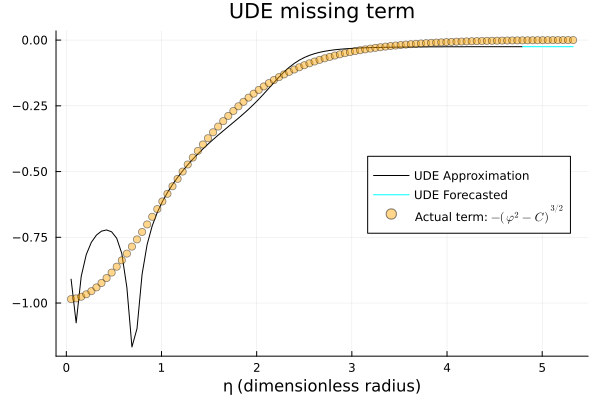 UDE missing term
0.00
−0.25
−0.50
−0.75
−1.00
UDE Approximation
UDE Forecasted
Actual term: −(φ² − C)^{3/2}
0 1 2 3 4 5
η (dimensionless radius)